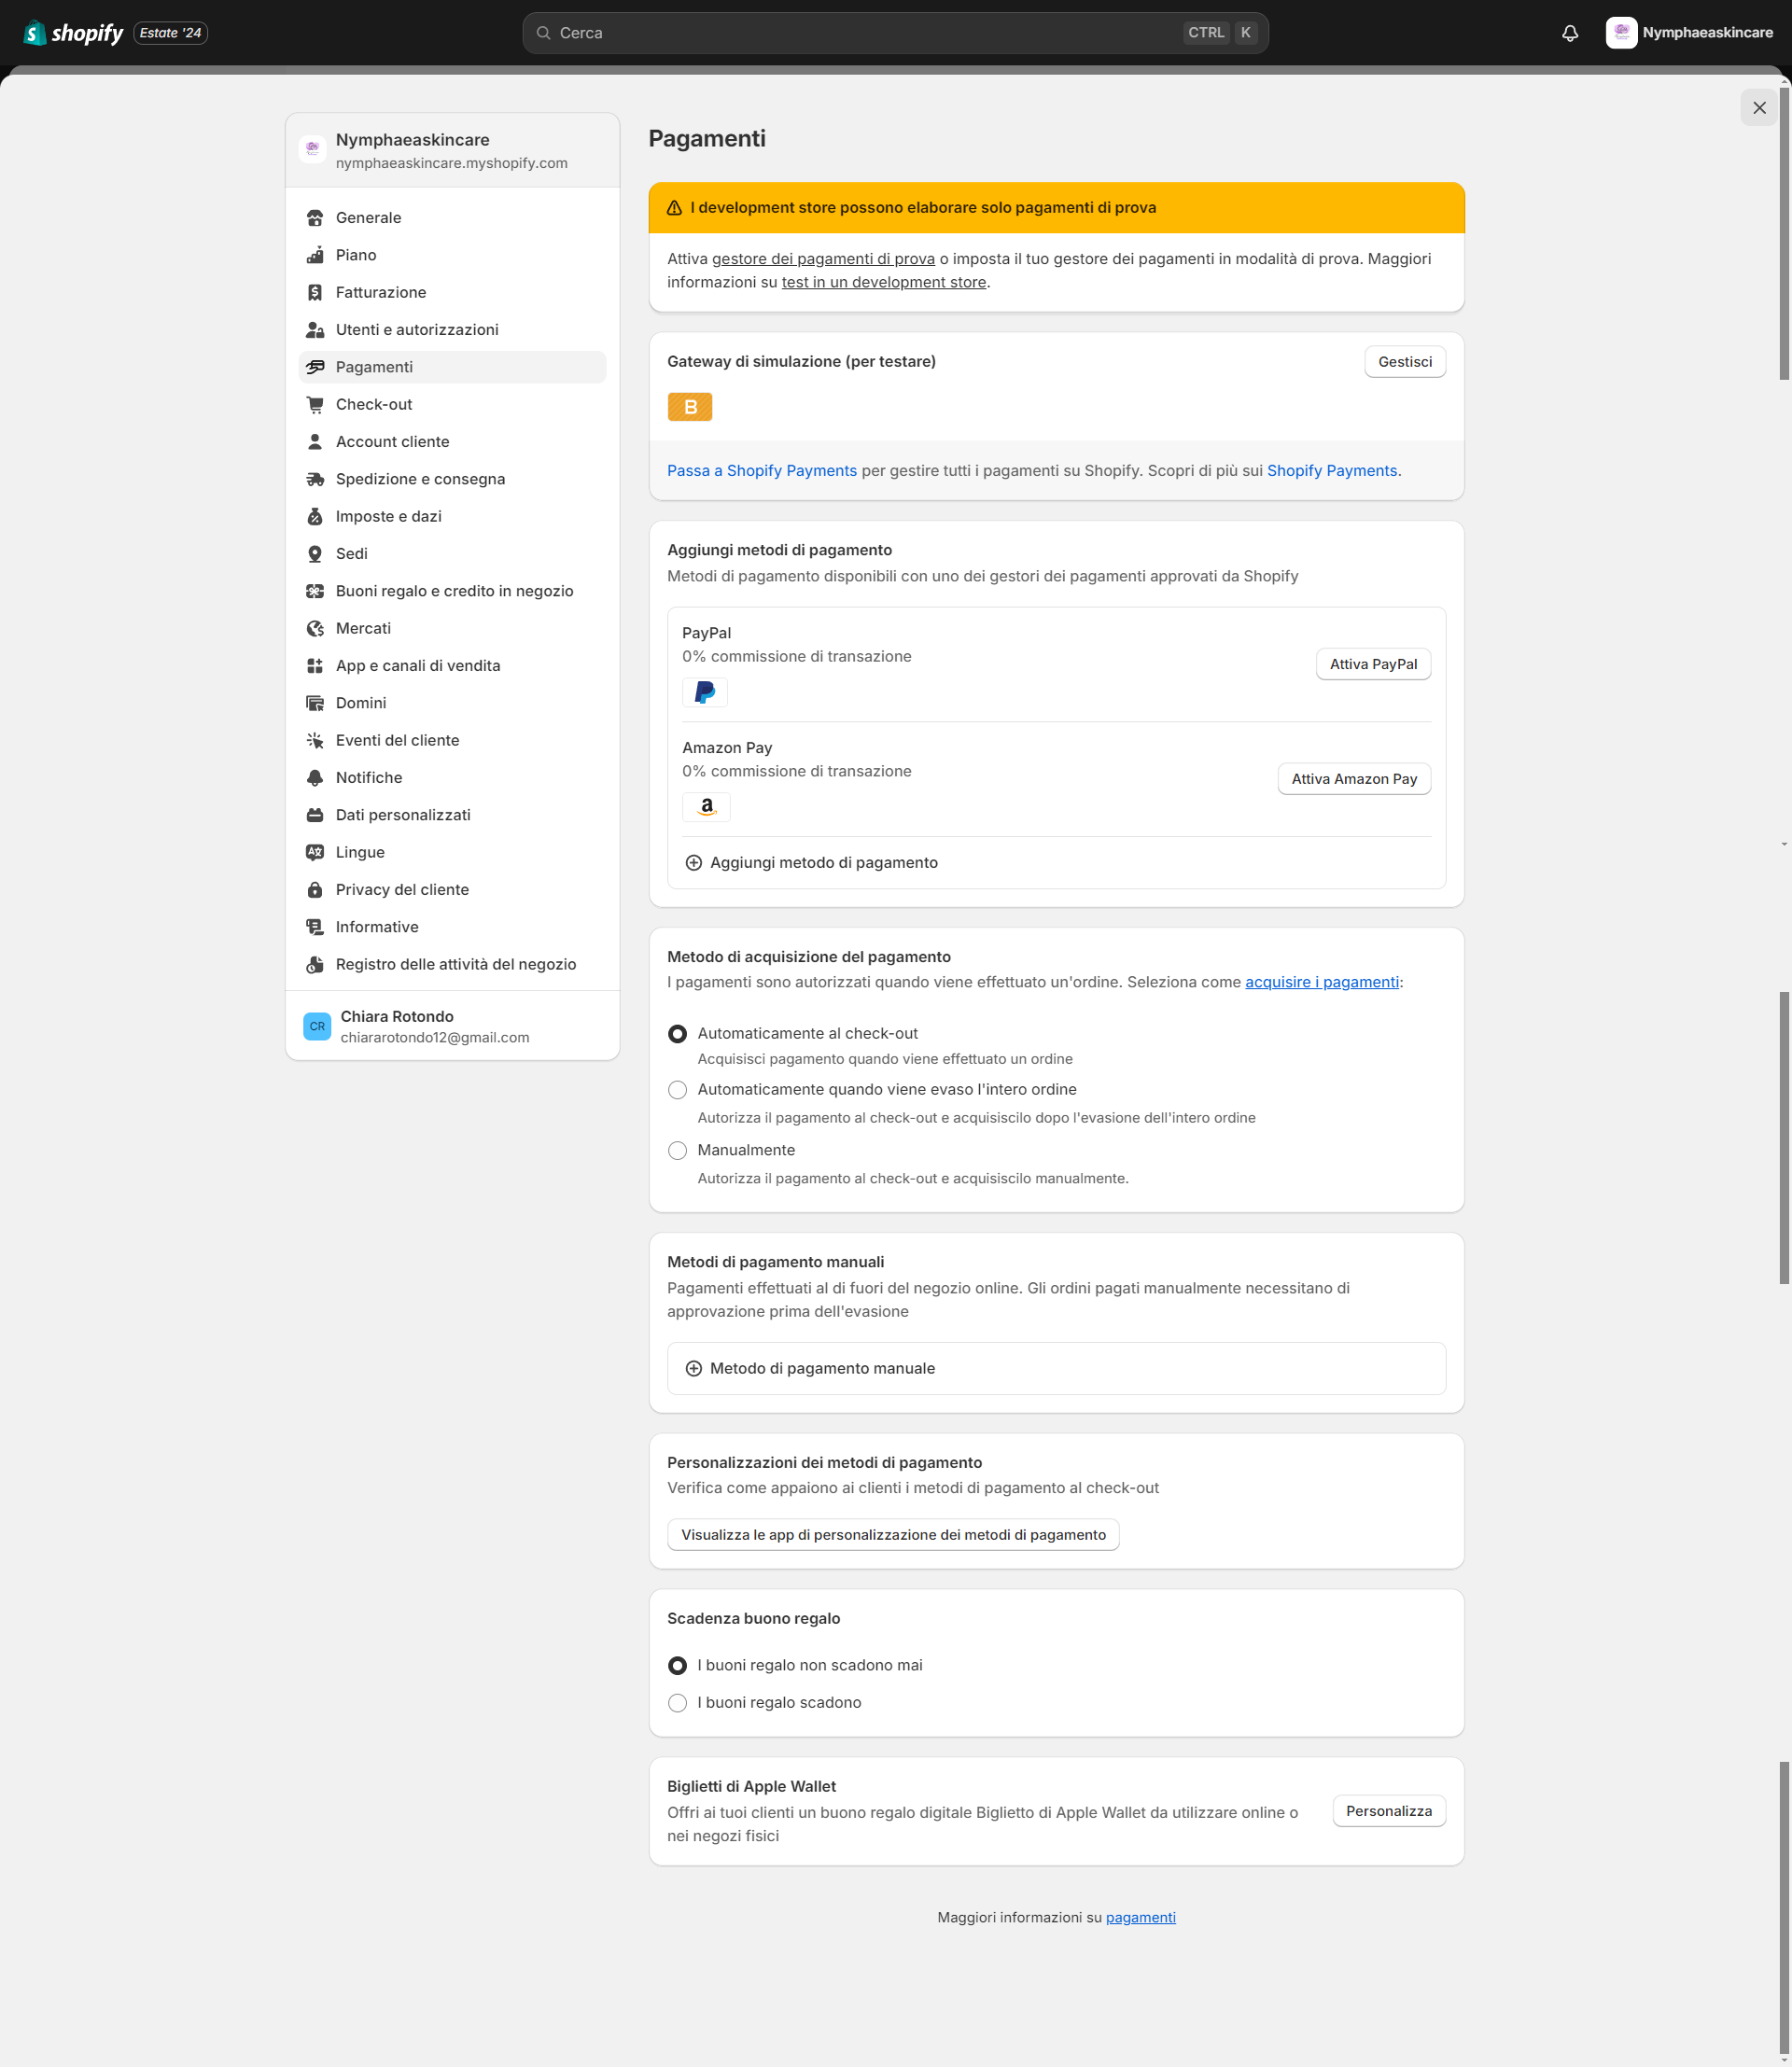 shopify Estate '24
Cerca
CTRL K
Nymphaeaskincare
Nymphaeaskincare
nymphaeaskincare.myshopify.com
Generale
Piano
Fatturazione
Utenti e autorizzazioni
Pagamenti
Check-out
Account cliente
Spedizione e consegna
Imposte e dazi
Sedi
Buoni regalo e credito in negozio
Mercati
App e canali di vendita
Domini
Eventi del cliente
Notifiche
Dati personalizzati
Lingue
Privacy del cliente
Informative
Registro delle attività del negozio
CR
Chiara Rotondo
chiararotondo12@gmail.com
Pagamenti
I development store possono elaborare solo pagamenti di prova
Attiva gestore dei pagamenti di prova o imposta il tuo gestore dei pagamenti in modalità di prova. Maggiori
informazioni su test in un development store.
Gateway di simulazione (per testare)
Gestisci
B
Passa a Shopify Payments per gestire tutti i pagamenti su Shopify. Scopri di più sui Shopify Payments.
Aggiungi metodi di pagamento
Metodi di pagamento disponibili con uno dei gestori dei pagamenti approvati da Shopify
PayPal
0% commissione di transazione
Attiva PayPal
Amazon Pay
0% commissione di transazione
Attiva Amazon Pay
a
Aggiungi metodo di pagamento
Metodo di acquisizione del pagamento
I pagamenti sono autorizzati quando viene effettuato un'ordine. Seleziona come acquisire i pagamenti:
Automaticamente al check-out
Acquisisci pagamento quando viene effettuato un ordine
Automaticamente quando viene evaso l'intero ordine
Autorizza il pagamento al check-out e acquisiscilo dopo l'evasione dell'intero ordine
Manualmente
Autorizza il pagamento al check-out e acquisiscilo manualmente.
Metodi di pagamento manuali
Pagamenti effettuati al di fuori del negozio online. Gli ordini pagati manualmente necessitano di
approvazione prima dell'evasione
Metodo di pagamento manuale
Personalizzazioni dei metodi di pagamento
Verifica come appaiono ai clienti i metodi di pagamento al check-out
Visualizza le app di personalizzazione dei metodi di pagamento
Scadenza buono regalo
I buoni regalo non scadono mai
I buoni regalo scadono
Biglietti di Apple Wallet
Offri ai tuoi clienti un buono regalo digitale Biglietto di Apple Wallet da utilizzare online o
nei negozi fisici
Personalizza
Maggiori informazioni su pagamenti